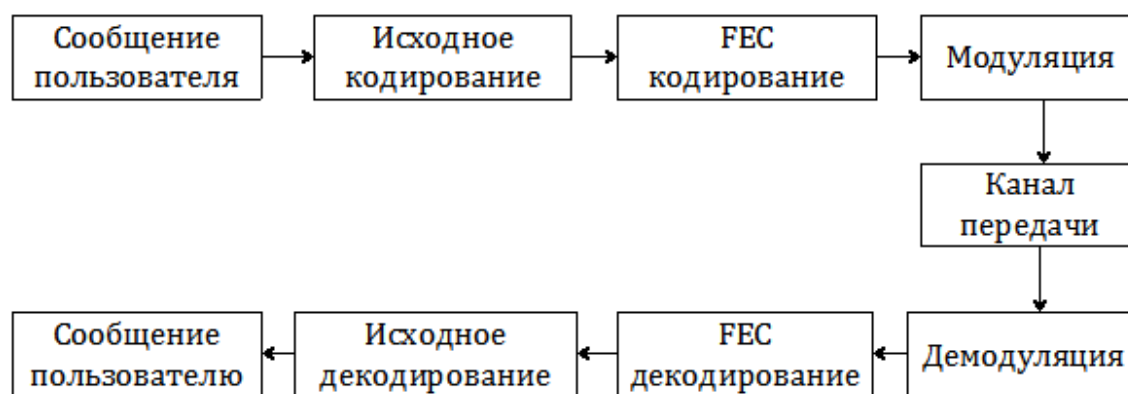 Сообщение
пользователя
Исходное
кодирование
FEC
кодирование
Модуляция
Канал
передачи
Сообщение
пользователю
Исходное
декодирование
FEC
декодирование
Демодуляция